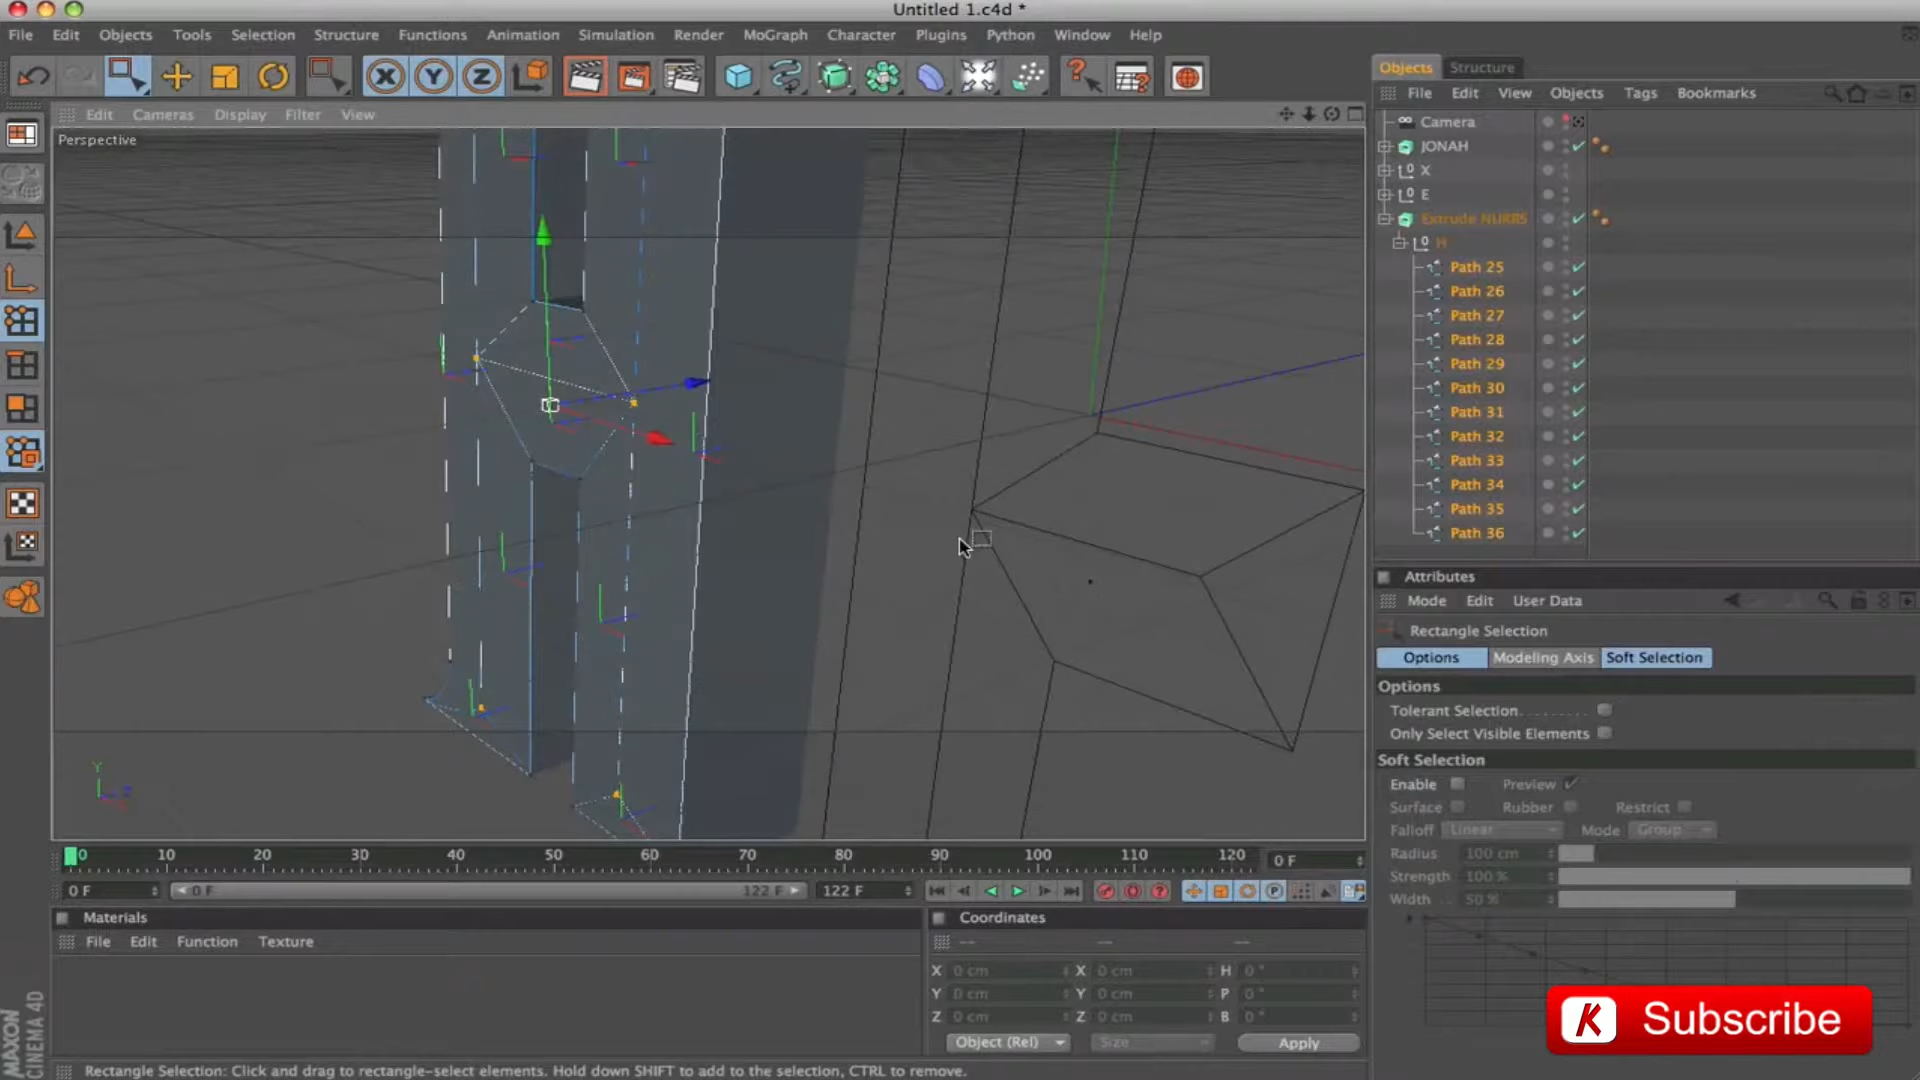 Untitled 1.c4d *
File Edit Objects Tools Selection Structure Functions Animation Simulation Render MoGraph Character Plugins Python Window Help
X Y Z
Edit Cameras Display Filter View
Perspective
Y
Objects Structure
File Edit View Objects Tags Bookmarks
Camera
JONAH
X
E
Extrude NURBS
H
Path 25
Path 26
Path 27
Path 28
Path 29
Path 30
Path 31
Path 32
Path 33
Path 34
Path 35
Path 36
Attributes
Mode Edit User Data
Rectangle Selection
Options Modeling Axis Soft Selection
Options
Tolerant Selection
Only Select Visible Elements
Soft Selection
Enable Preview
Surface Rubber Restrict
Falloff Linear Mode Group
Radius 100 cm
Strength 100 %
Width 50 %
0 10 20 30 40 50 60 70 80 90 100 110 120 0 F
0 F 0 F 122 F 122 F
Materials
File Edit Function Texture
Coordinates
-- -- --
X 0 cm X 0 cm H 0 °
Y 0 cm Y 0 cm P 0 °
Z 0 cm Z 0 cm B 0 °
Object (Rel) Size Apply
MAXON
CINEMA 4D
Rectangle Selection: Click and drag to rectangle-select elements. Hold down SHIFT to add to the selection, CTRL to remove.
K Subscribe